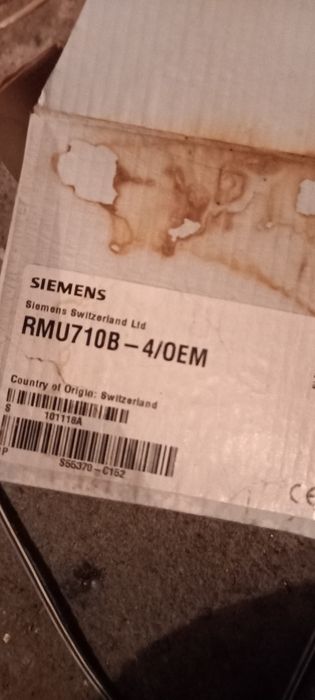 SIEMENS
Siemens Switzerland Ltd
RMU710B-4/OEM
Country of Origin: Switzerland
S
101118A
P
S55370-C152
CE